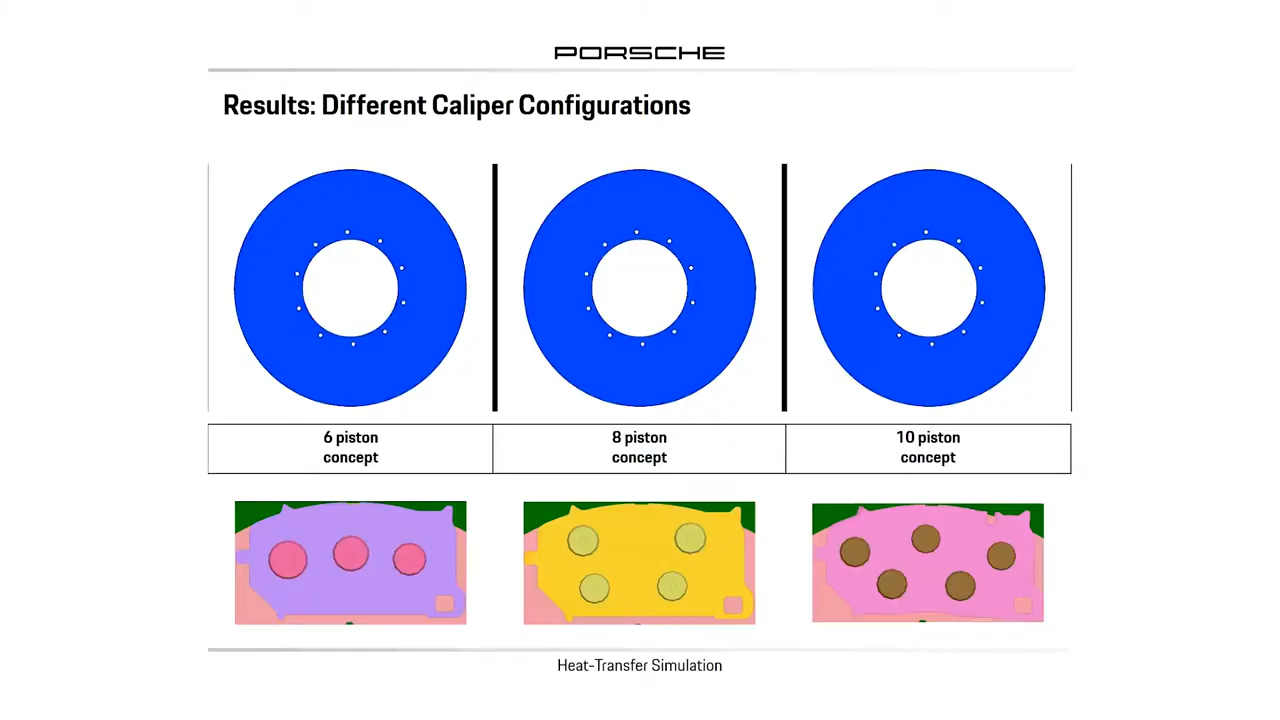 PORSCHE
Results: Different Caliper Configurations
6 piston
concept
8 piston
concept
10 piston
concept
Heat-Transfer Simulation